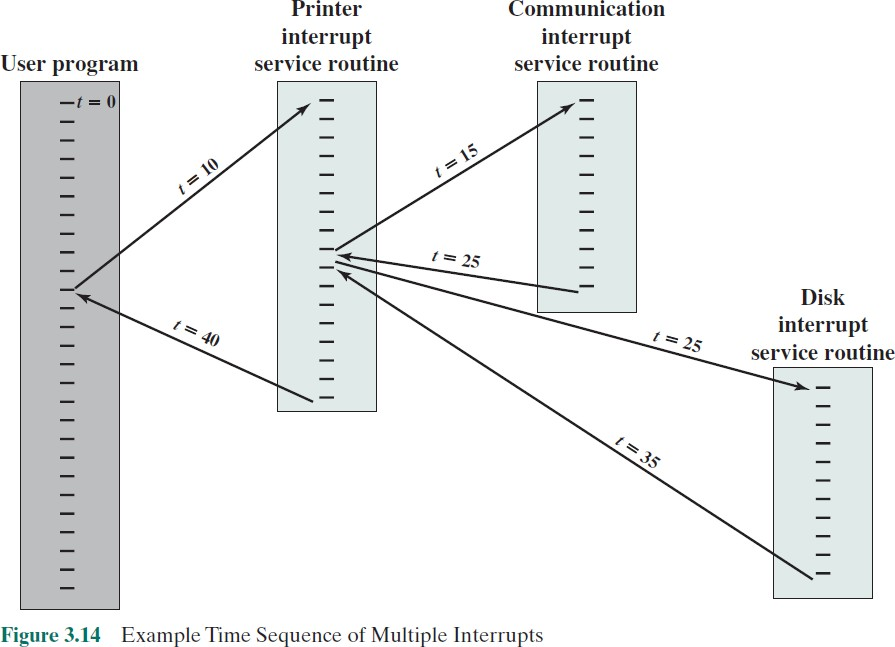 Printer
interrupt
service routine
Communication
interrupt
service routine
User program
t = 0
t = 10
t = 15
t = 25
t = 40
t = 25
t = 35
Disk
interrupt
service routine
Figure 3.14 Example Time Sequence of Multiple Interrupts